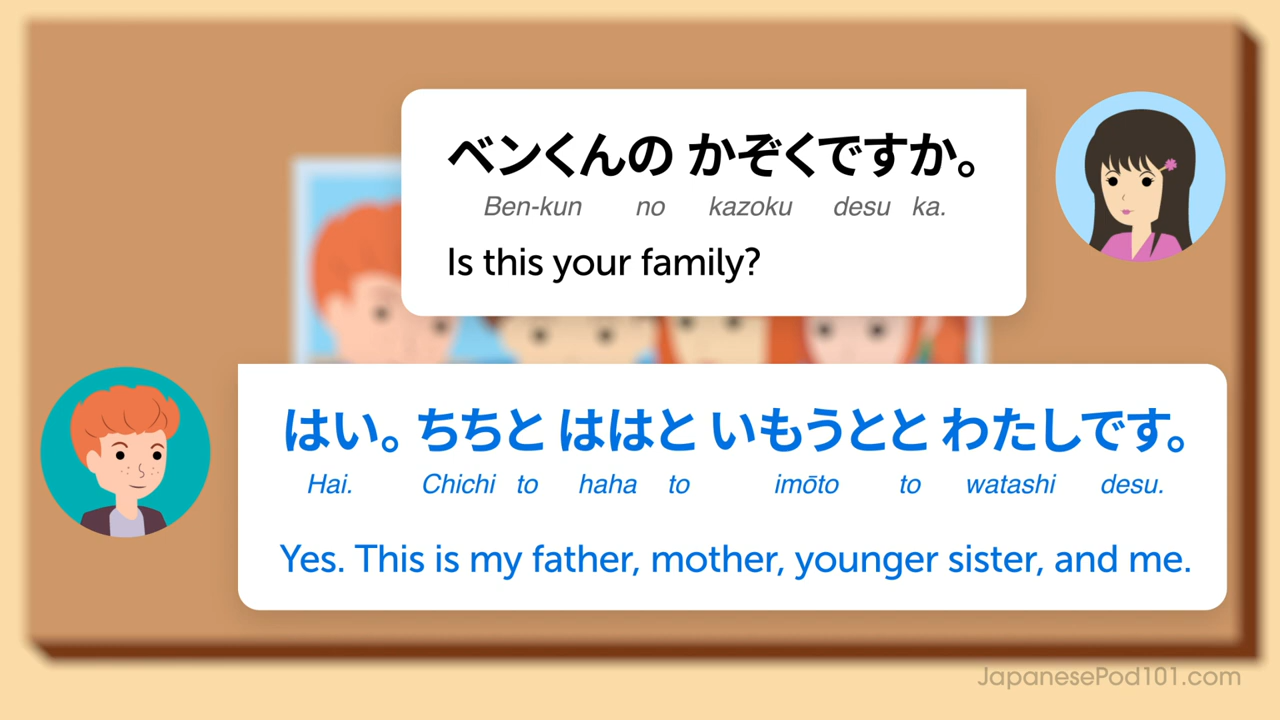 ベンくんの かぞくですか。
Ben-kun no kazoku desu ka.
Is this your family?
はい。ちちと ははと いもうとと わたしです。
Hai. Chichi to haha to imōto to watashi desu.
Yes. This is my father, mother, younger sister, and me.
JapanesePod101.com